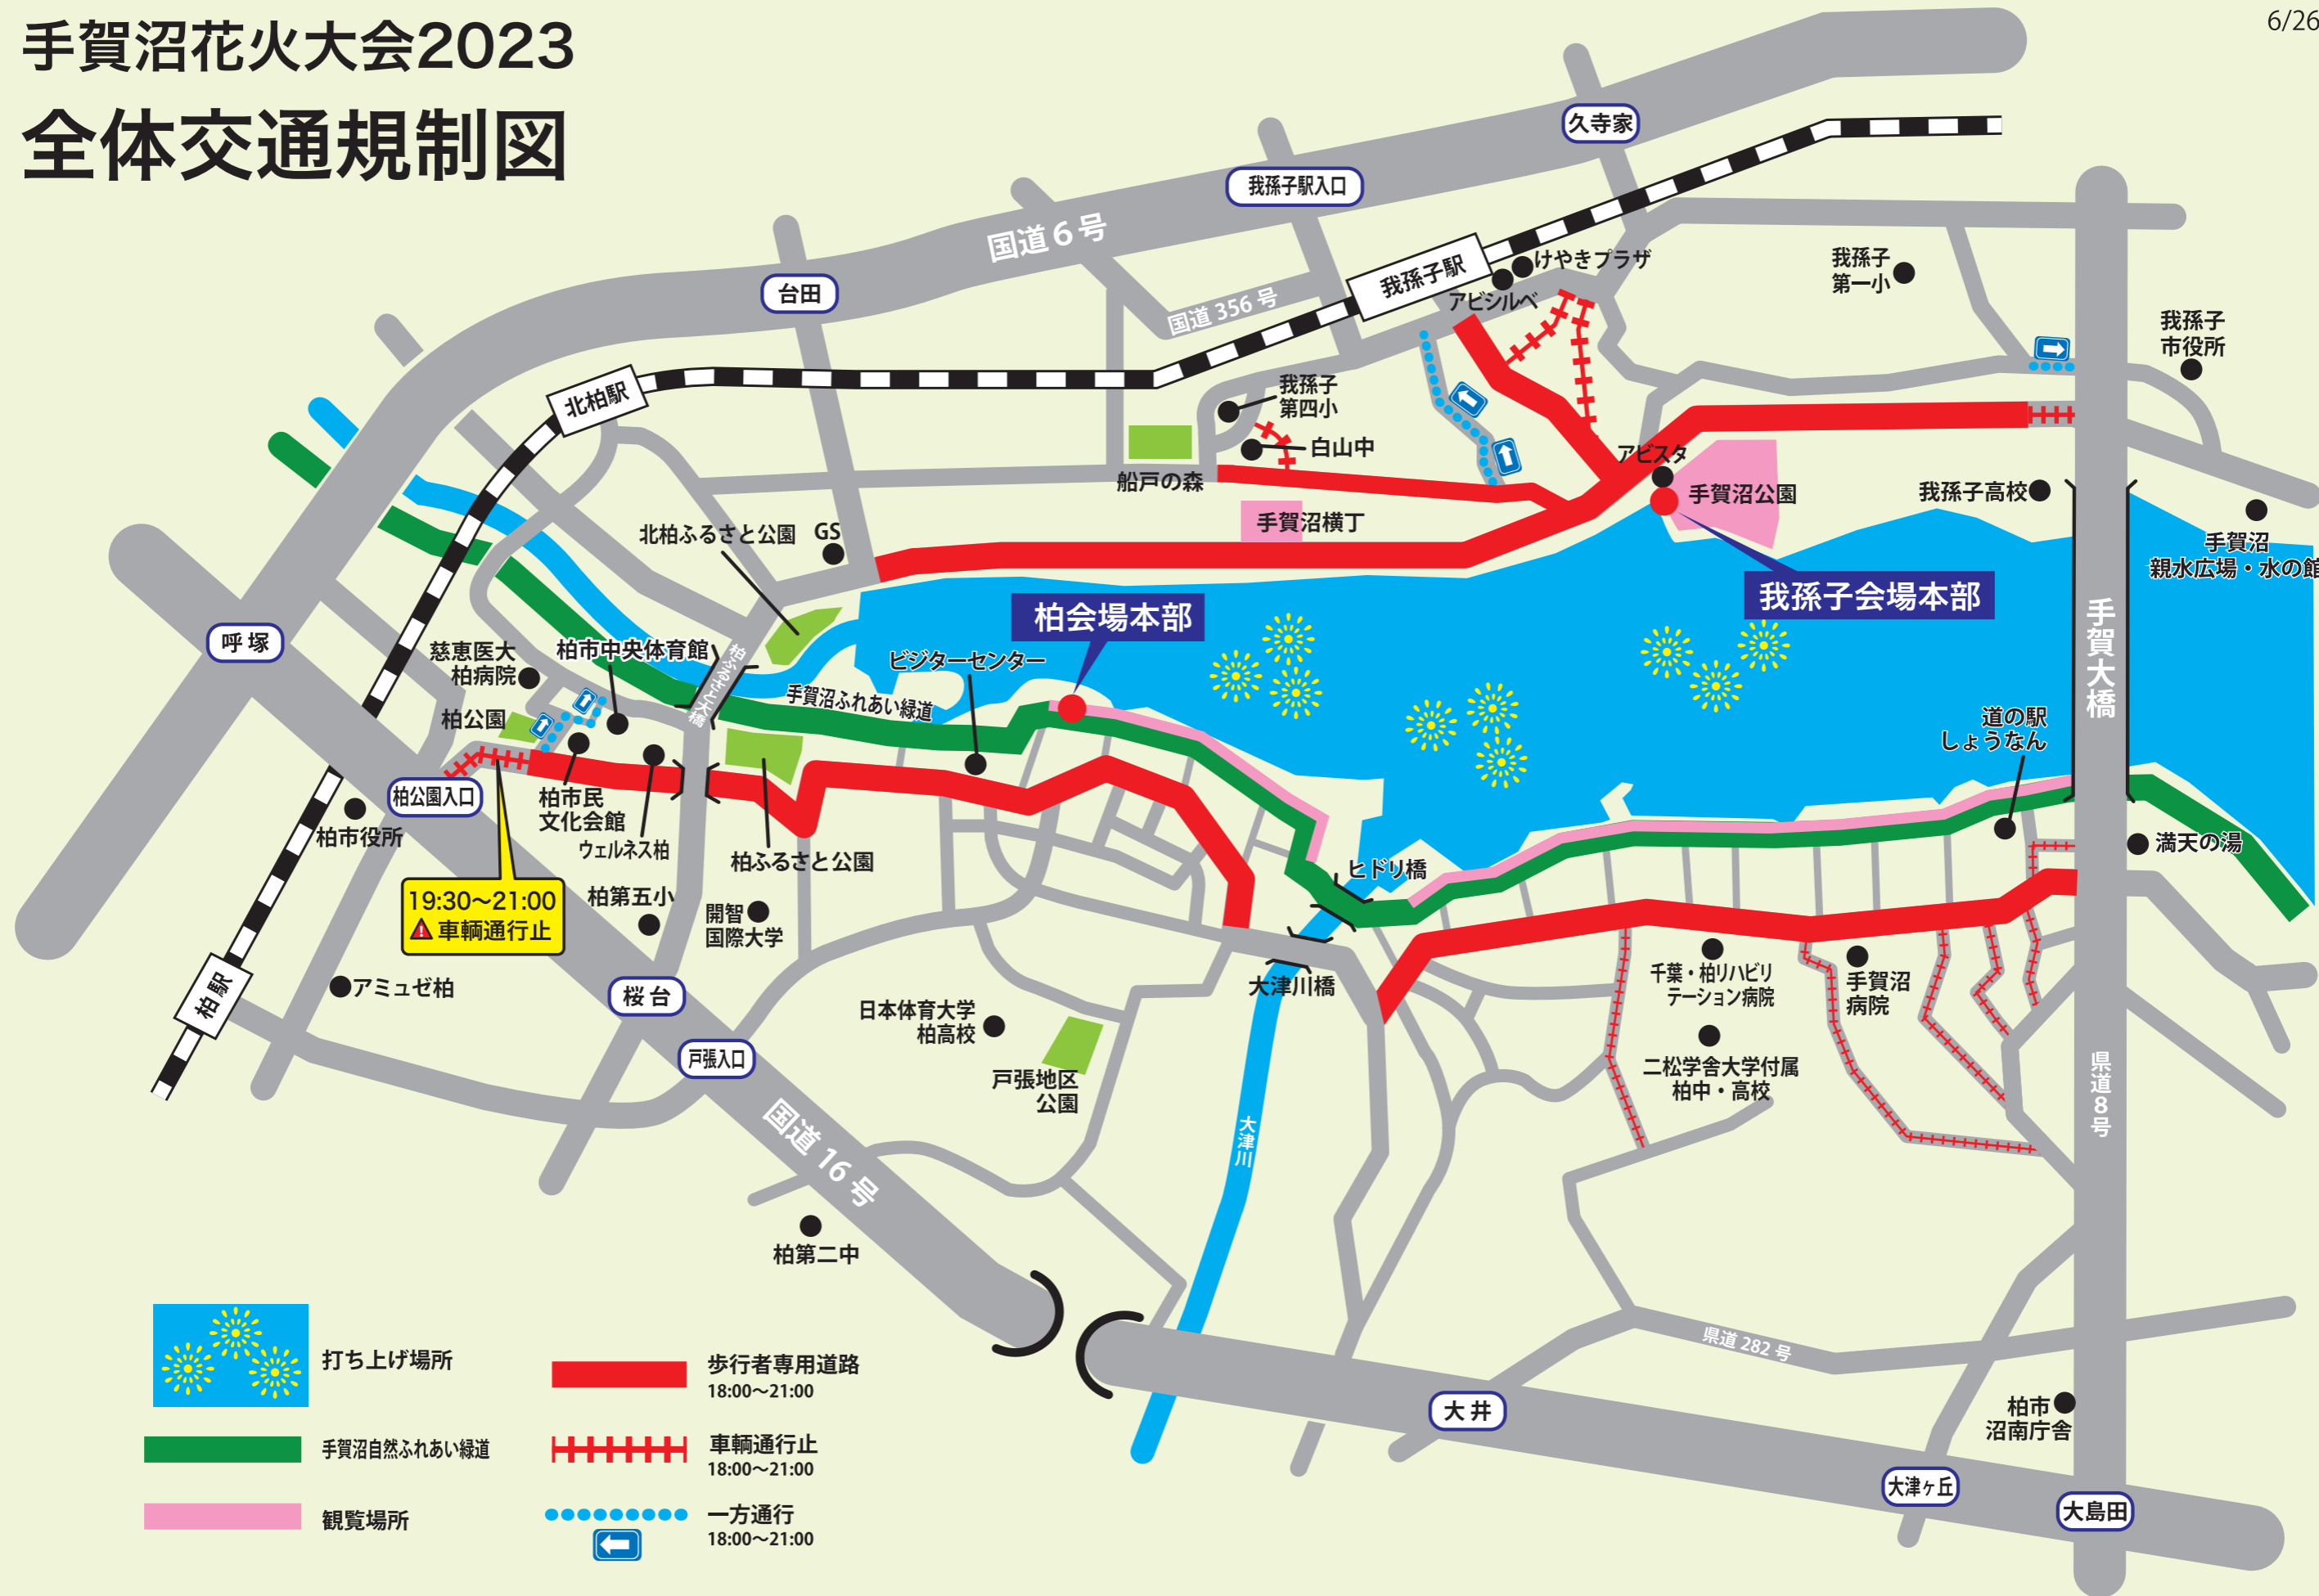 手賀沼花火大会2023
全体交通規制図
6/26
久寺家
我孫子駅入口
国道6号
台田
国道356号
我孫子駅
けやきプラザ
アビシルベ
我孫子
第一小
我孫子
市役所
北柏駅
我孫子
第四小
白山中
船戸の森
アビスタ
手賀沼公園
我孫子高校
手賀沼横丁
手賀沼
親水広場・水の館
北柏ふるさと公園
GS
我孫子会場本部
柏会場本部
手賀大橋
呼塚
慈恵医大
柏病院
柏市中央体育館
柏ふるさと大橋
ビジターセンター
手賀沼ふれあい緑道
柏公園
道の駅
しょうなん
柏公園入口
柏市役所
柏市民
文化会館
ウェルネス柏
柏ふるさと公園
満天の湯
ヒドリ橋
19:30〜21:00
車輌通行止
柏第五小
開智
国際大学
柏駅
アミュゼ柏
桜台
大津川橋
千葉・柏リハビリ
テーション病院
手賀沼
病院
日本体育大学
柏高校
戸張入口
二松学舎大学付属
柏中・高校
戸張地区
公園
県道8号
大津川
国道16号
柏第二中
県道282号
打ち上げ場所
歩行者専用道路
18:00〜21:00
手賀沼自然ふれあい緑道
車輌通行止
18:00〜21:00
観覧場所
一方通行
18:00〜21:00
大井
柏市
沼南庁舎
大津ヶ丘
大島田